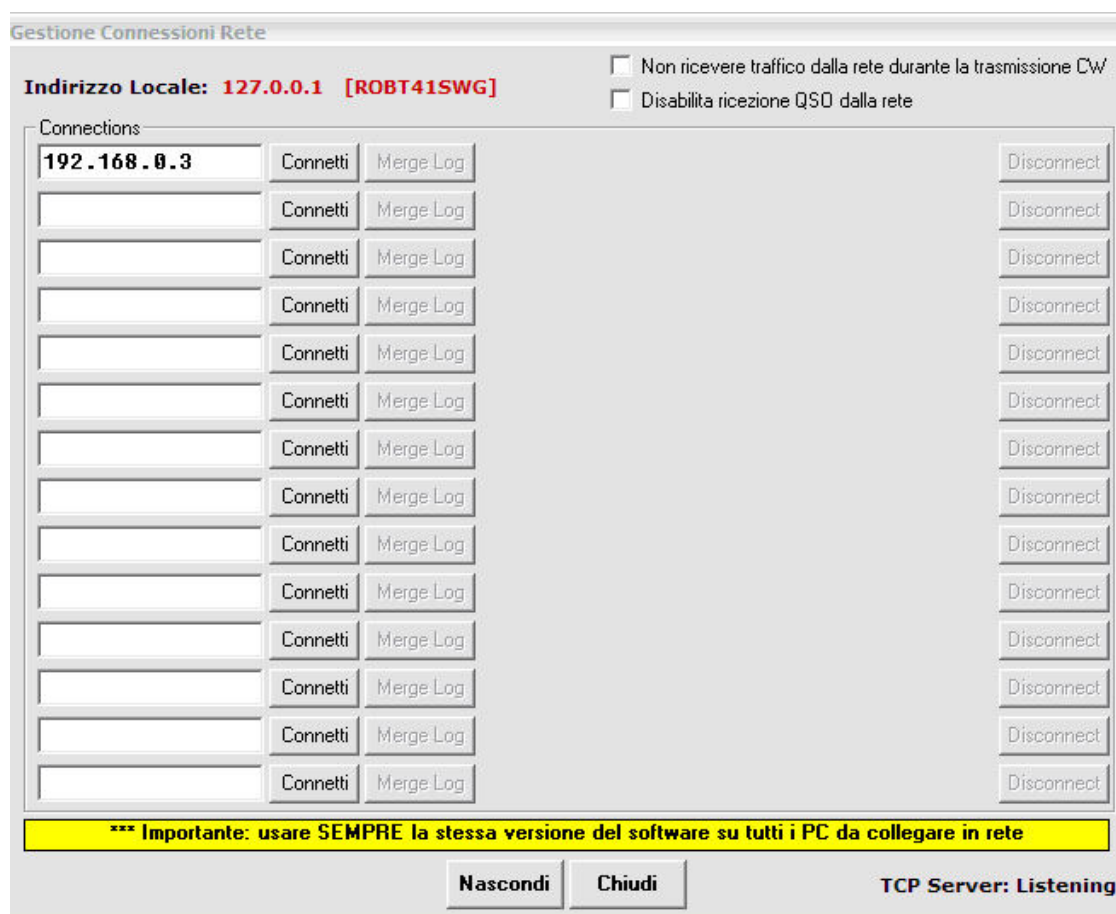 Gestione Connessioni Rete
Indirizzo Locale: 127.0.0.1 [ROBT41SWG]
Non ricevere traffico dalla rete durante la trasmissione CW
Disabilita ricezione QSO dalla rete
Connections
192.168.0.3 Connetti Merge Log Disconnect
Connetti Merge Log Disconnect
Connetti Merge Log Disconnect
Connetti Merge Log Disconnect
Connetti Merge Log Disconnect
Connetti Merge Log Disconnect
Connetti Merge Log Disconnect
Connetti Merge Log Disconnect
Connetti Merge Log Disconnect
Connetti Merge Log Disconnect
Connetti Merge Log Disconnect
Connetti Merge Log Disconnect
Connetti Merge Log Disconnect
Connetti Merge Log Disconnect
*** Importante: usare SEMPRE la stessa versione del software su tutti i PC da collegare in rete
Nascondi Chiudi TCP Server: Listening